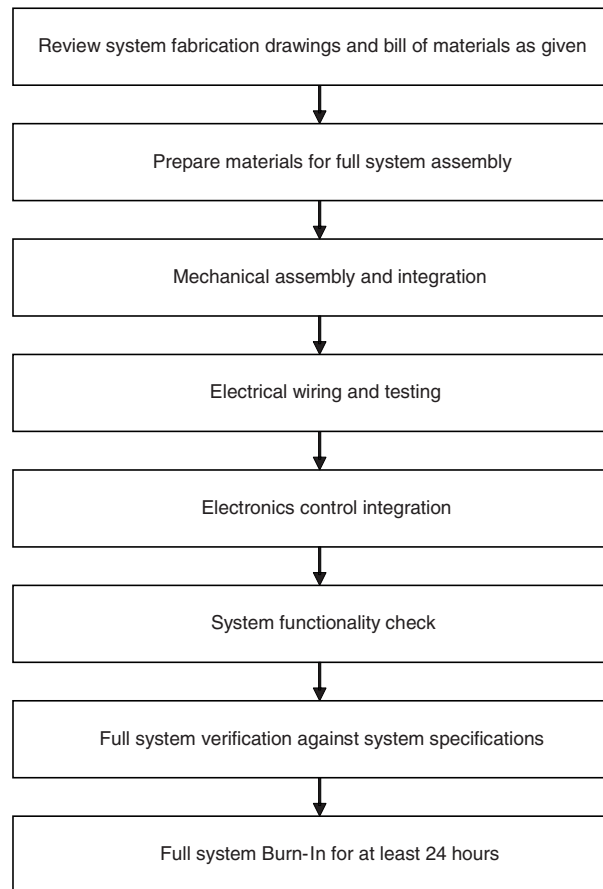 Review system fabrication drawings and bill of materials as given
Prepare materials for full system assembly
Mechanical assembly and integration
Electrical wiring and testing
Electronics control integration
System functionality check
Full system verification against system specifications
Full system Burn-In for at least 24 hours